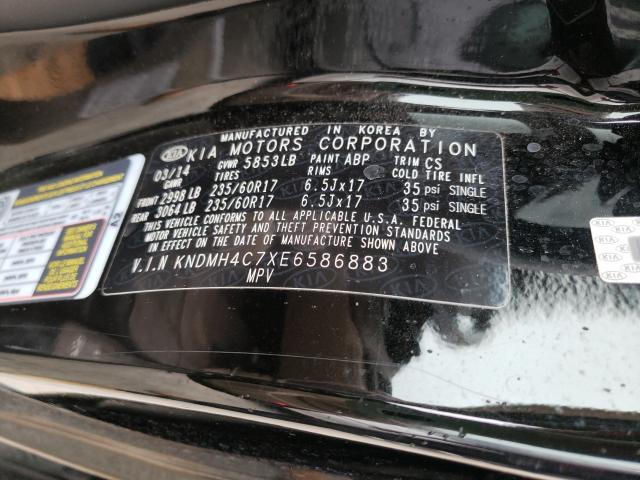 MANUFACTURED IN KOREA BY
KIA KIA MOTORS CORPORATION
03/14 GVWR 5853LB PAINT ABP TRIM CS
GAWR TIRES RIMS COLD TIRE INFL
FRONT 2998 LB 235/60R17 6.5Jx17 35 psi SINGLE
REAR 3064 LB 235/60R17 6.5Jx17 35 psi SINGLE
THIS VEHICLE CONFORMS TO ALL APPLICABLE U.S.A. FEDERAL
MOTOR VEHICLE SAFETY AND THEFT PREVENTION STANDARDS
IN EFFECT ON THE DATE OF MANUFACTURE SHOWN ABOVE.
V.I.N KNDMH4C7XE6586883
MPV
A2